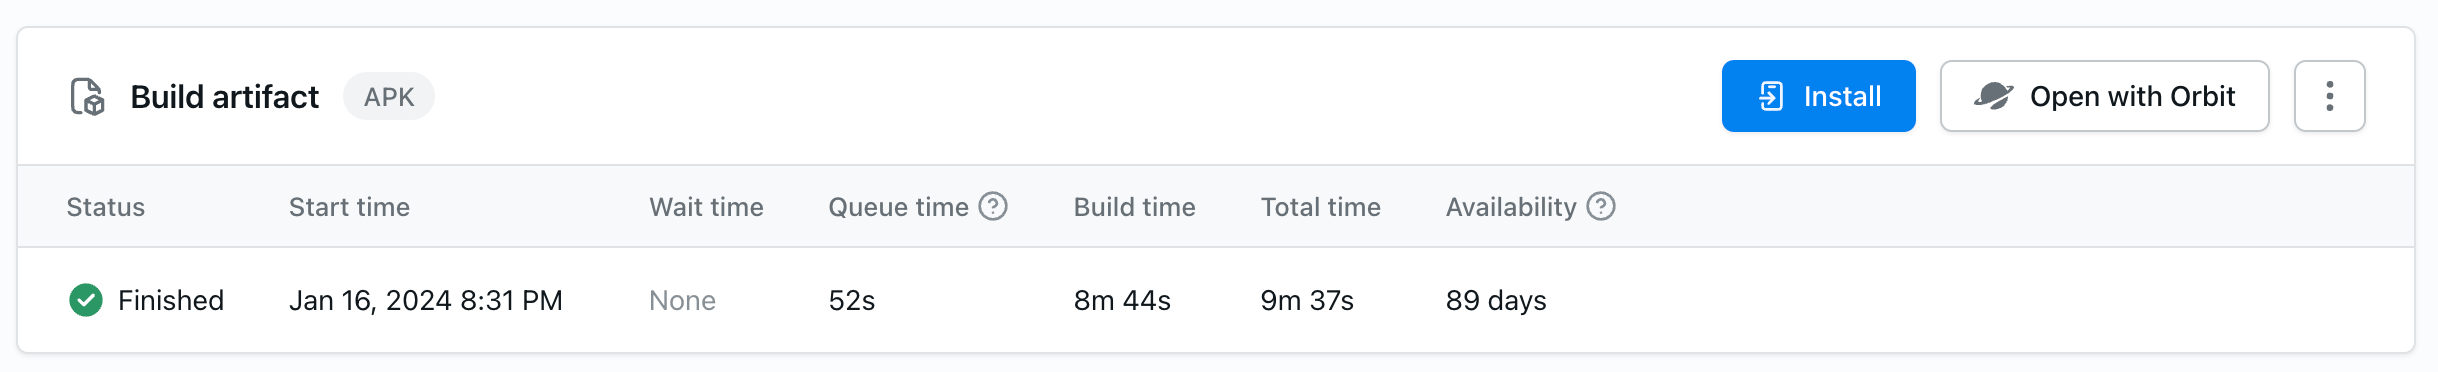 Build artifact APK Install Open with Orbit
Status Start time Wait time Queue time Build time Total time Availability
Finished Jan 16, 2024 8:31 PM None 52s 8m 44s 9m 37s 89 days